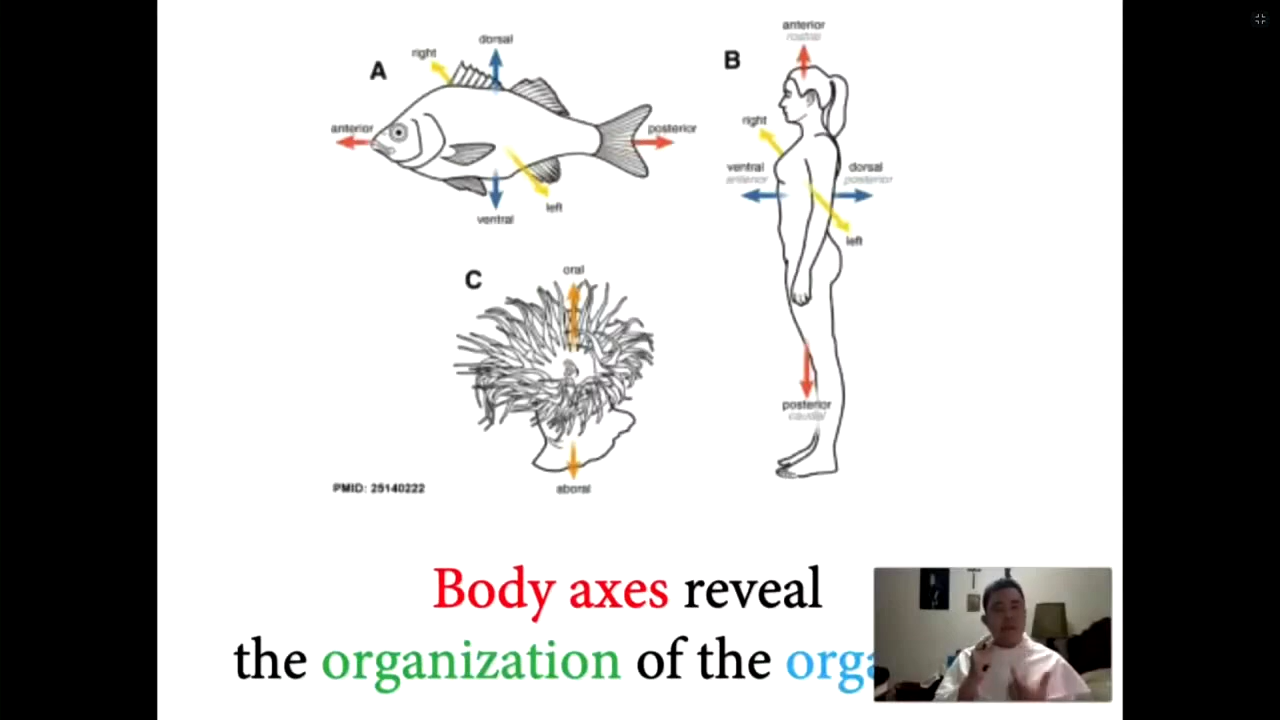 A
right
dorsal
anterior
posterior
left
ventral
B
anterior
rostral
right
ventral
anterior
dorsal
posterior
left
posterior
caudal
C
oral
aboral
PMID: 25140222
Body axes reveal
the organization of the